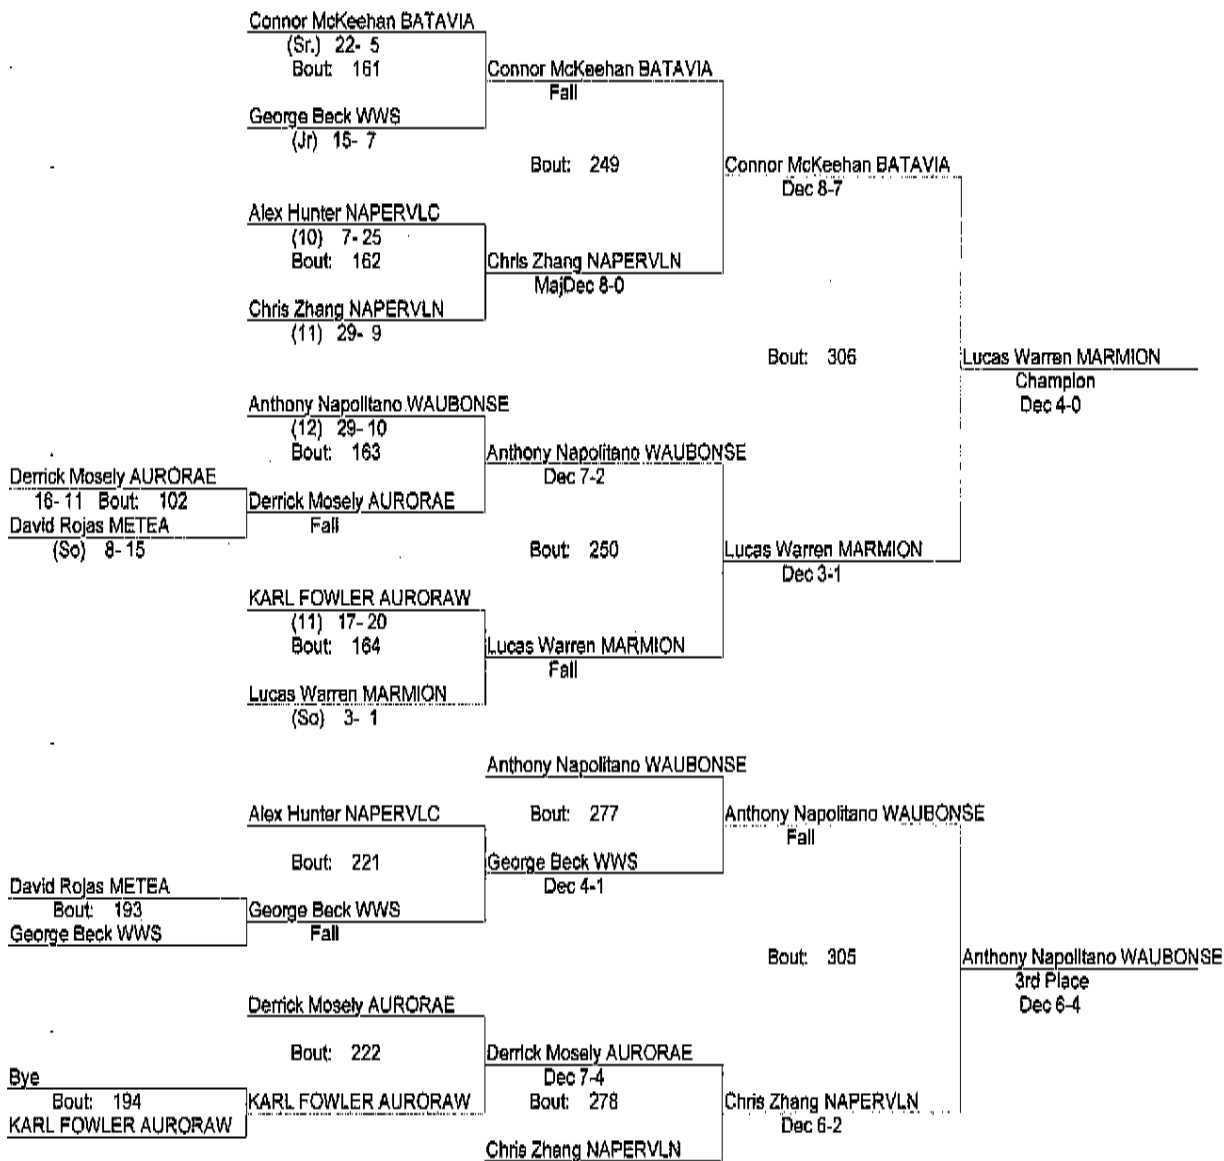 Connor McKeehan BATAVIA
(Sr.) 22- 5
Bout: 161
Connor McKeehan BATAVIA
Fall
George Beck WWS
(Jr) 15- 7
Bout: 249
Connor McKeehan BATAVIA
Dec 8-7
Alex Hunter NAPERVLC
(10) 7- 25
Bout: 162
Chris Zhang NAPERVLN
MajDec 8-0
Chris Zhang NAPERVLN
(11) 29- 9
Bout: 306
Lucas Warren MARMION
Champion
Dec 4-0
Anthony Napolitano WAUBONSE
(12) 29- 10
Bout: 163
Anthony Napolitano WAUBONSE
Dec 7-2
Derrick Mosely AURORAE
16- 11 Bout: 102
Derrick Mosely AURORAE
Fall
David Rojas METEA
(So) 8- 15
Bout: 250
Lucas Warren MARMION
Dec 3-1
KARL FOWLER AURORAW
(11) 17- 20
Bout: 164
Lucas Warren MARMION
Fall
Lucas Warren MARMION
(So) 3- 1
Anthony Napolitano WAUBONSE
Bout: 277
Anthony Napolitano WAUBONSE
Fall
Alex Hunter NAPERVLC
Bout: 221
George Beck WWS
Dec 4-1
David Rojas METEA
Bout: 193
George Beck WWS
Fall
George Beck WWS
Bout: 305
Anthony Napolitano WAUBONSE
3rd Place
Dec 6-4
Derrick Mosely AURORAE
Bout: 222
Derrick Mosely AURORAE
Dec 7-4
Bye
Bout: 194
KARL FOWLER AURORAW
KARL FOWLER AURORAW
Bout: 278
Chris Zhang NAPERVLN
Dec 6-2
Chris Zhang NAPERVLN